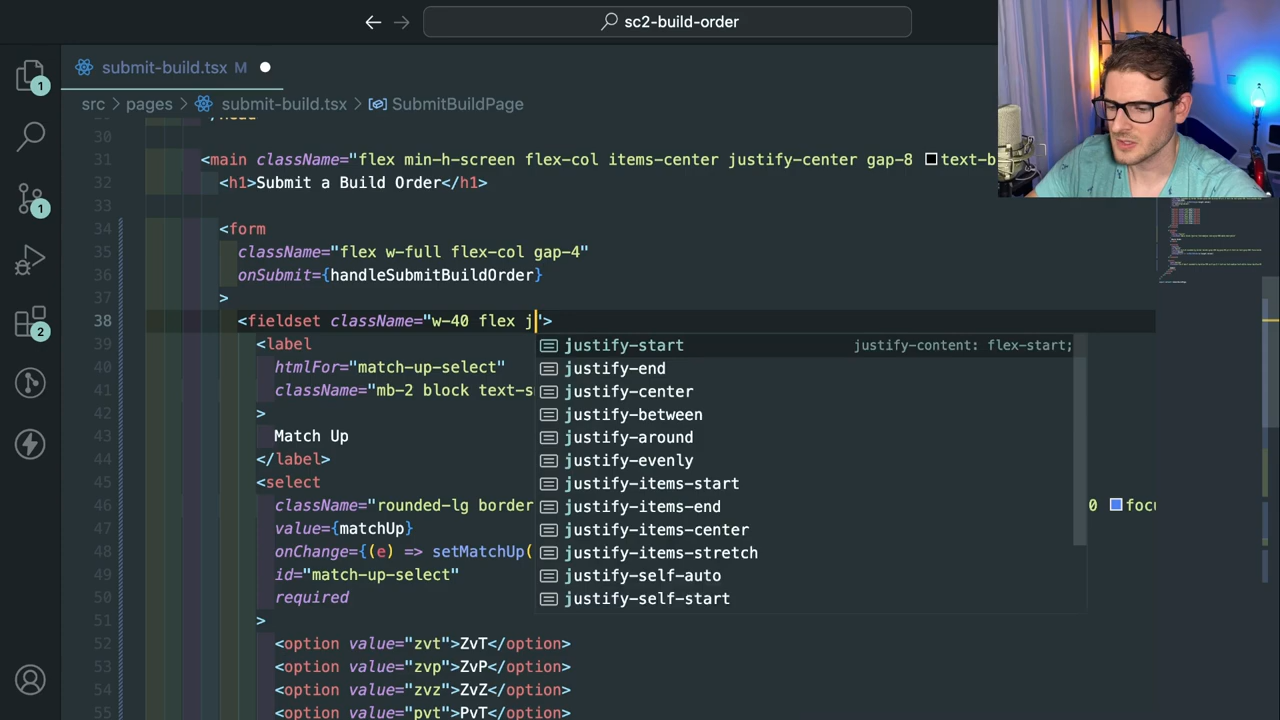 sc2-build-order
submit-build.tsx M
src > pages > submit-build.tsx > SubmitBuildPage
30
31 <main className="flex min-h-screen flex-col items-center justify-center gap-8 text-b
32 <h1>Submit a Build Order</h1>
33
34 <form
35 className="flex w-full flex-col gap-4"
36 onSubmit={handleSubmitBuildOrder}
37 >
38 <fieldset className="w-40 flex j">
39 <label
40 htmlFor="match-up-select"
41 className="mb-2 block text-s
42 >
43 Match Up
44 </label>
45 <select
46 className="rounded-lg border 0 focu
47 value={matchUp}
48 onChange={(e) => setMatchUp(
49 id="match-up-select"
50 required
51 >
52 <option value="zvt">ZvT</option>
53 <option value="zvp">ZvP</option>
54 <option value="zvz">ZvZ</option>
55 <option value="pvt">PvT</option>
justify-start justify-content: flex-start;
justify-end
justify-center
justify-between
justify-around
justify-evenly
justify-items-start
justify-items-end
justify-items-center
justify-items-stretch
justify-self-auto
justify-self-start
1
1
2